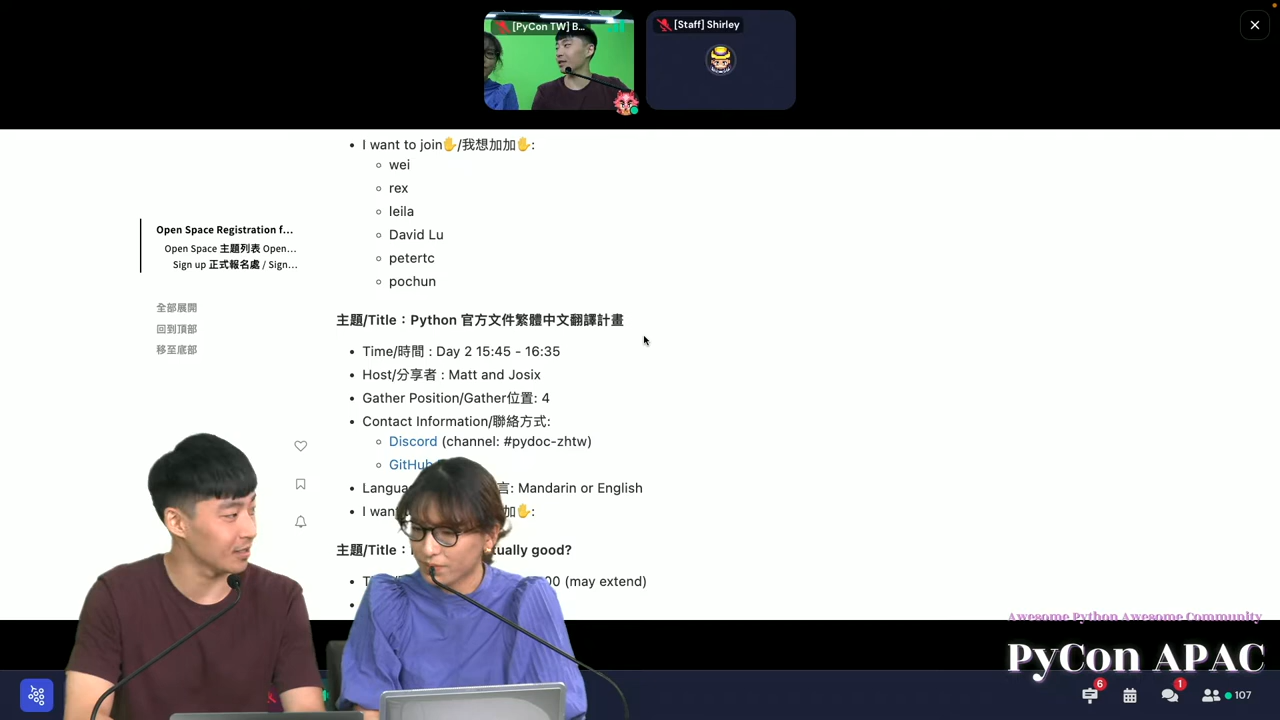 [PyCon TW] B...
[Staff] Shirley
I want to join✋/我想加加✋:
wei
rex
leila
David Lu
petertc
pochun
Open Space Registration f...
Open Space 主題列表 Open...
Sign up 正式報名處 / Sign...
全部展開
回到頂部
移至底部
主題/Title：Python 官方文件繁體中文翻譯計畫
Time/時間 : Day 2 15:45 - 16:35
Host/分享者 : Matt and Josix
Gather Position/Gather位置: 4
Contact Information/聯絡方式:
Discord (channel: #pydoc-zhtw)
GitHub
言: Mandarin or English
I wan 加✋:
主題/Title： tually good?
00 (may extend)
Awesome Python Awesome Community
PyCon APAC
6
1
107